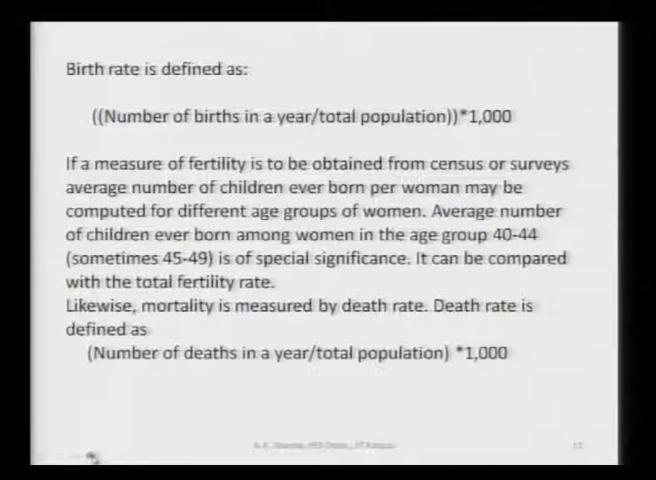 Birth rate is defined as:
((Number of births in a year/total population))*1,000
If a measure of fertility is to be obtained from census or surveys
average number of children ever born per woman may be
computed for different age groups of women. Average number
of children ever born among women in the age group 40-44
(sometimes 45-49) is of special significance. It can be compared
with the total fertility rate.
Likewise, mortality is measured by death rate. Death rate is
defined as
(Number of deaths in a year/total population) *1,000